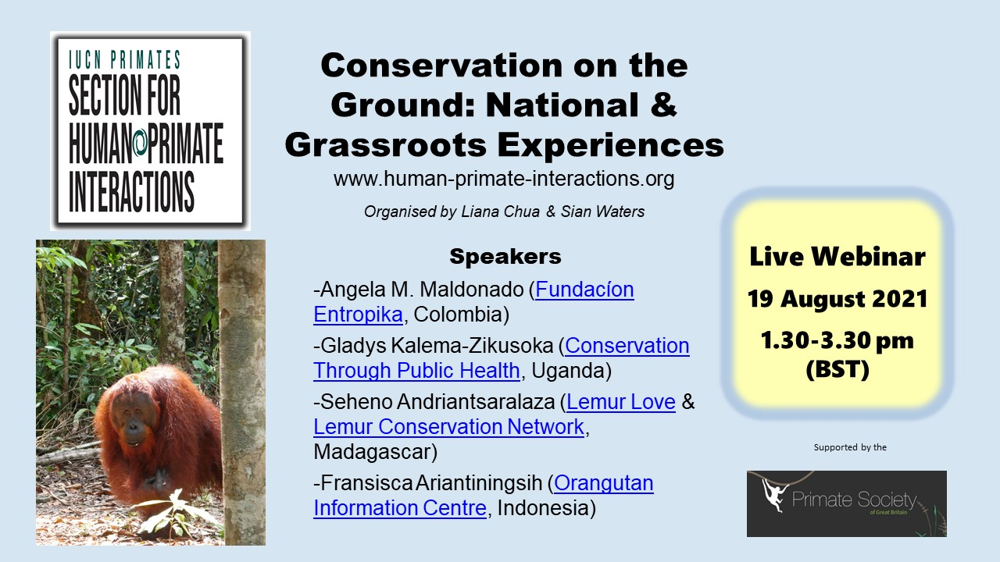 IUCN PRIMATES
SECTION FOR
HUMAN PRIMATE
INTERACTIONS
Conservation on the
Ground: National &
Grassroots Experiences
www.human-primate-interactions.org
Organised by Liana Chua & Sian Waters
Speakers
-Angela M. Maldonado (Fundacíon
Entropika, Colombia)
-Gladys Kalema-Zikusoka (Conservation
Through Public Health, Uganda)
-Seheno Andriantsaralaza (Lemur Love &
Lemur Conservation Network,
Madagascar)
-Fransisca Ariantiningsih (Orangutan
Information Centre, Indonesia)
Live Webinar
19 August 2021
1.30-3.30 pm
(BST)
Supported by the
Primate Society
of Great Britain